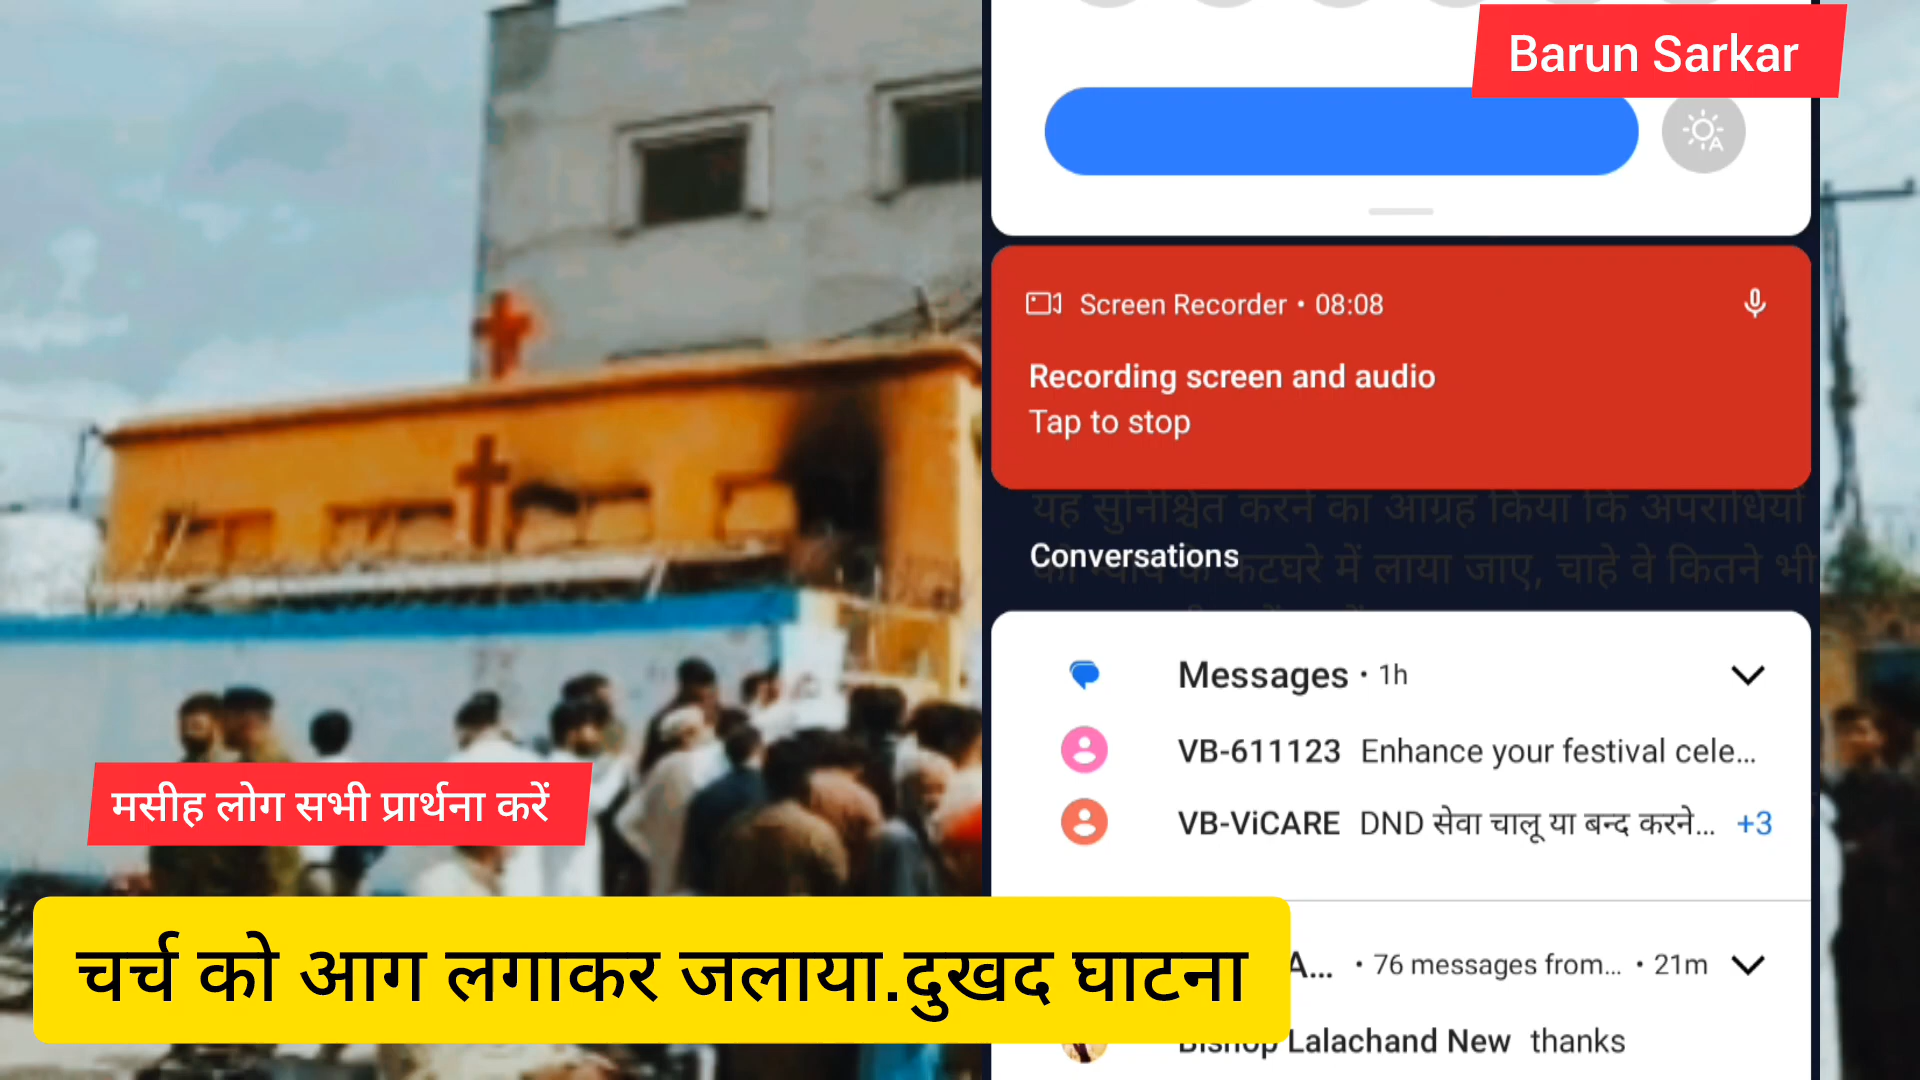 Barun Sarkar
Screen Recorder • 08:08
Recording screen and audio
Tap to stop
यह सुनिश्चित करने का आग्रह किया कि अपराधियों
के कटघरे में लाया जाए, चाहे वे कितने भी
Conversations
Messages • 1h
VB-611123 Enhance your festival cele...
VB-ViCARE DND सेवा चालू या बन्द करने... +3
मसीह लोग सभी प्रार्थना करें
चर्च को आग लगाकर जलाया.दुखद घाटना
A... • 76 messages from... • 21m
Bishop Lalachand New thanks